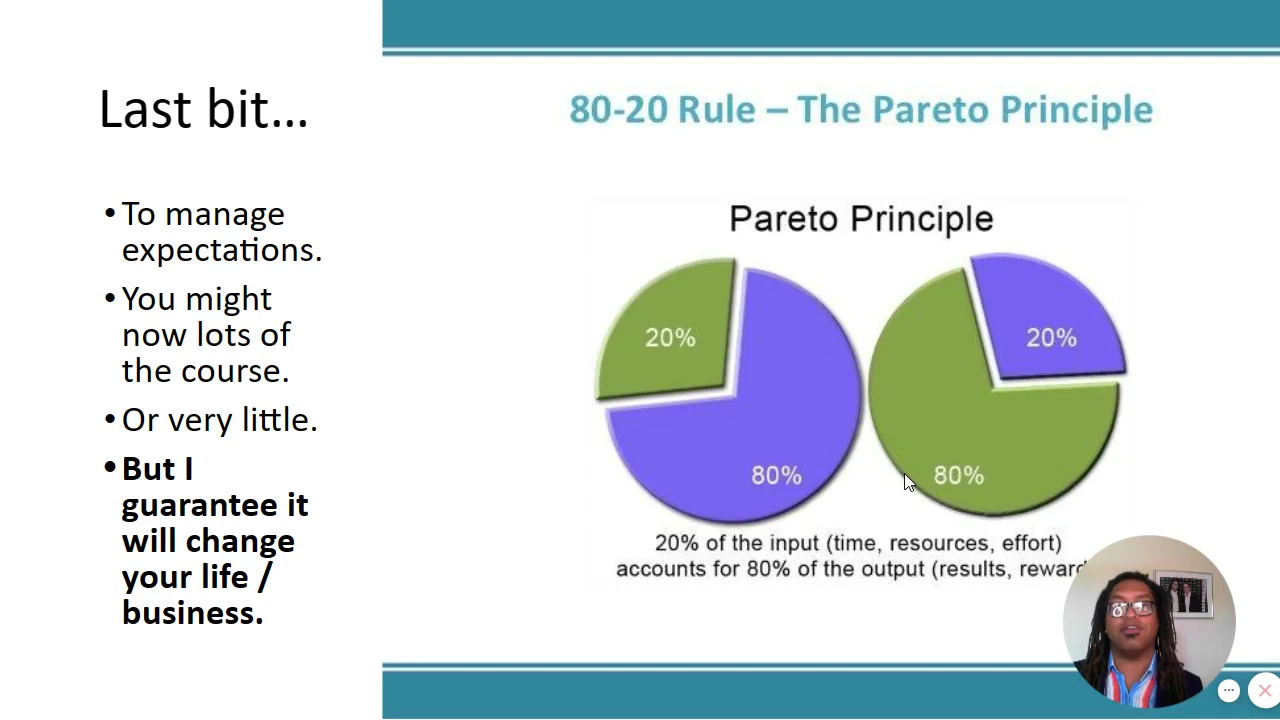 Last bit...
• To manage
expectations.
• You might
now lots of
the course.
• Or very little.
• But I
guarantee it
will change
your life /
business.
80-20 Rule – The Pareto Principle
Pareto Principle
20%
80%
20%
80%
20% of the input (time, resources, effort)
accounts for 80% of the output (results,